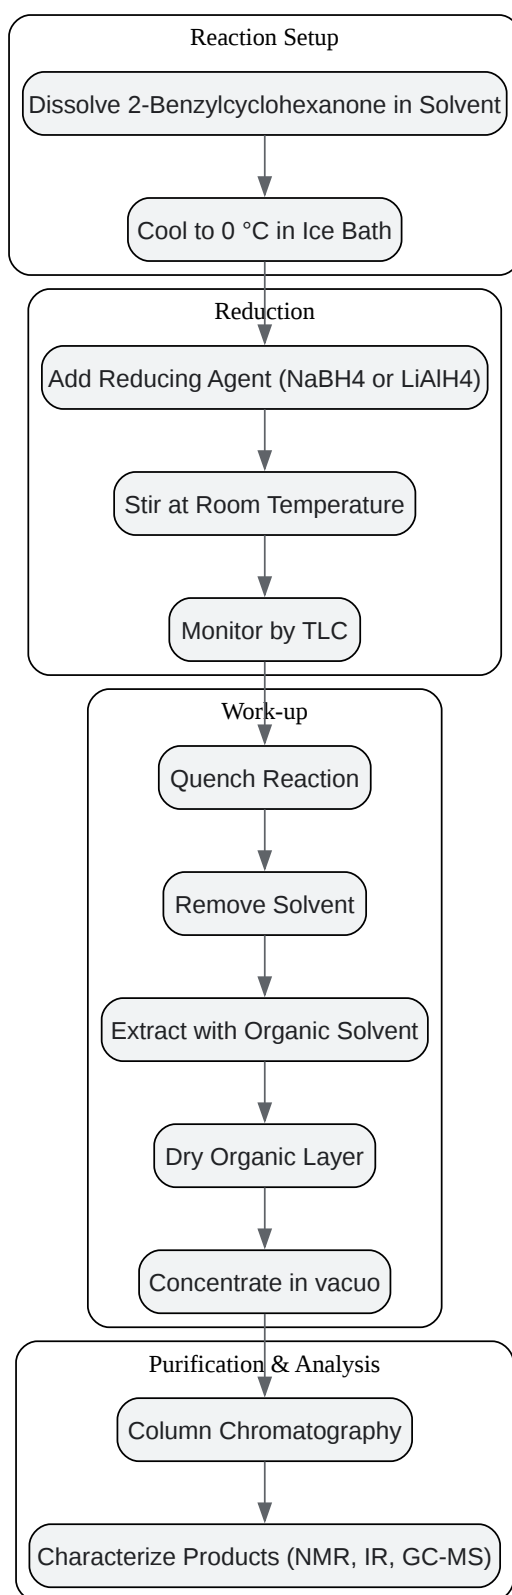 Reaction Setup
Dissolve 2-Benzylcyclohexanone in Solvent
Cool to 0 °C in Ice Bath
Reduction
Add Reducing Agent (NaBH4 or LiAlH4)
Stir at Room Temperature
Monitor by TLC
Work-up
Quench Reaction
Remove Solvent
Extract with Organic Solvent
Dry Organic Layer
Concentrate in vacuo
Purification & Analysis
Column Chromatography
Characterize Products (NMR, IR, GC-MS)